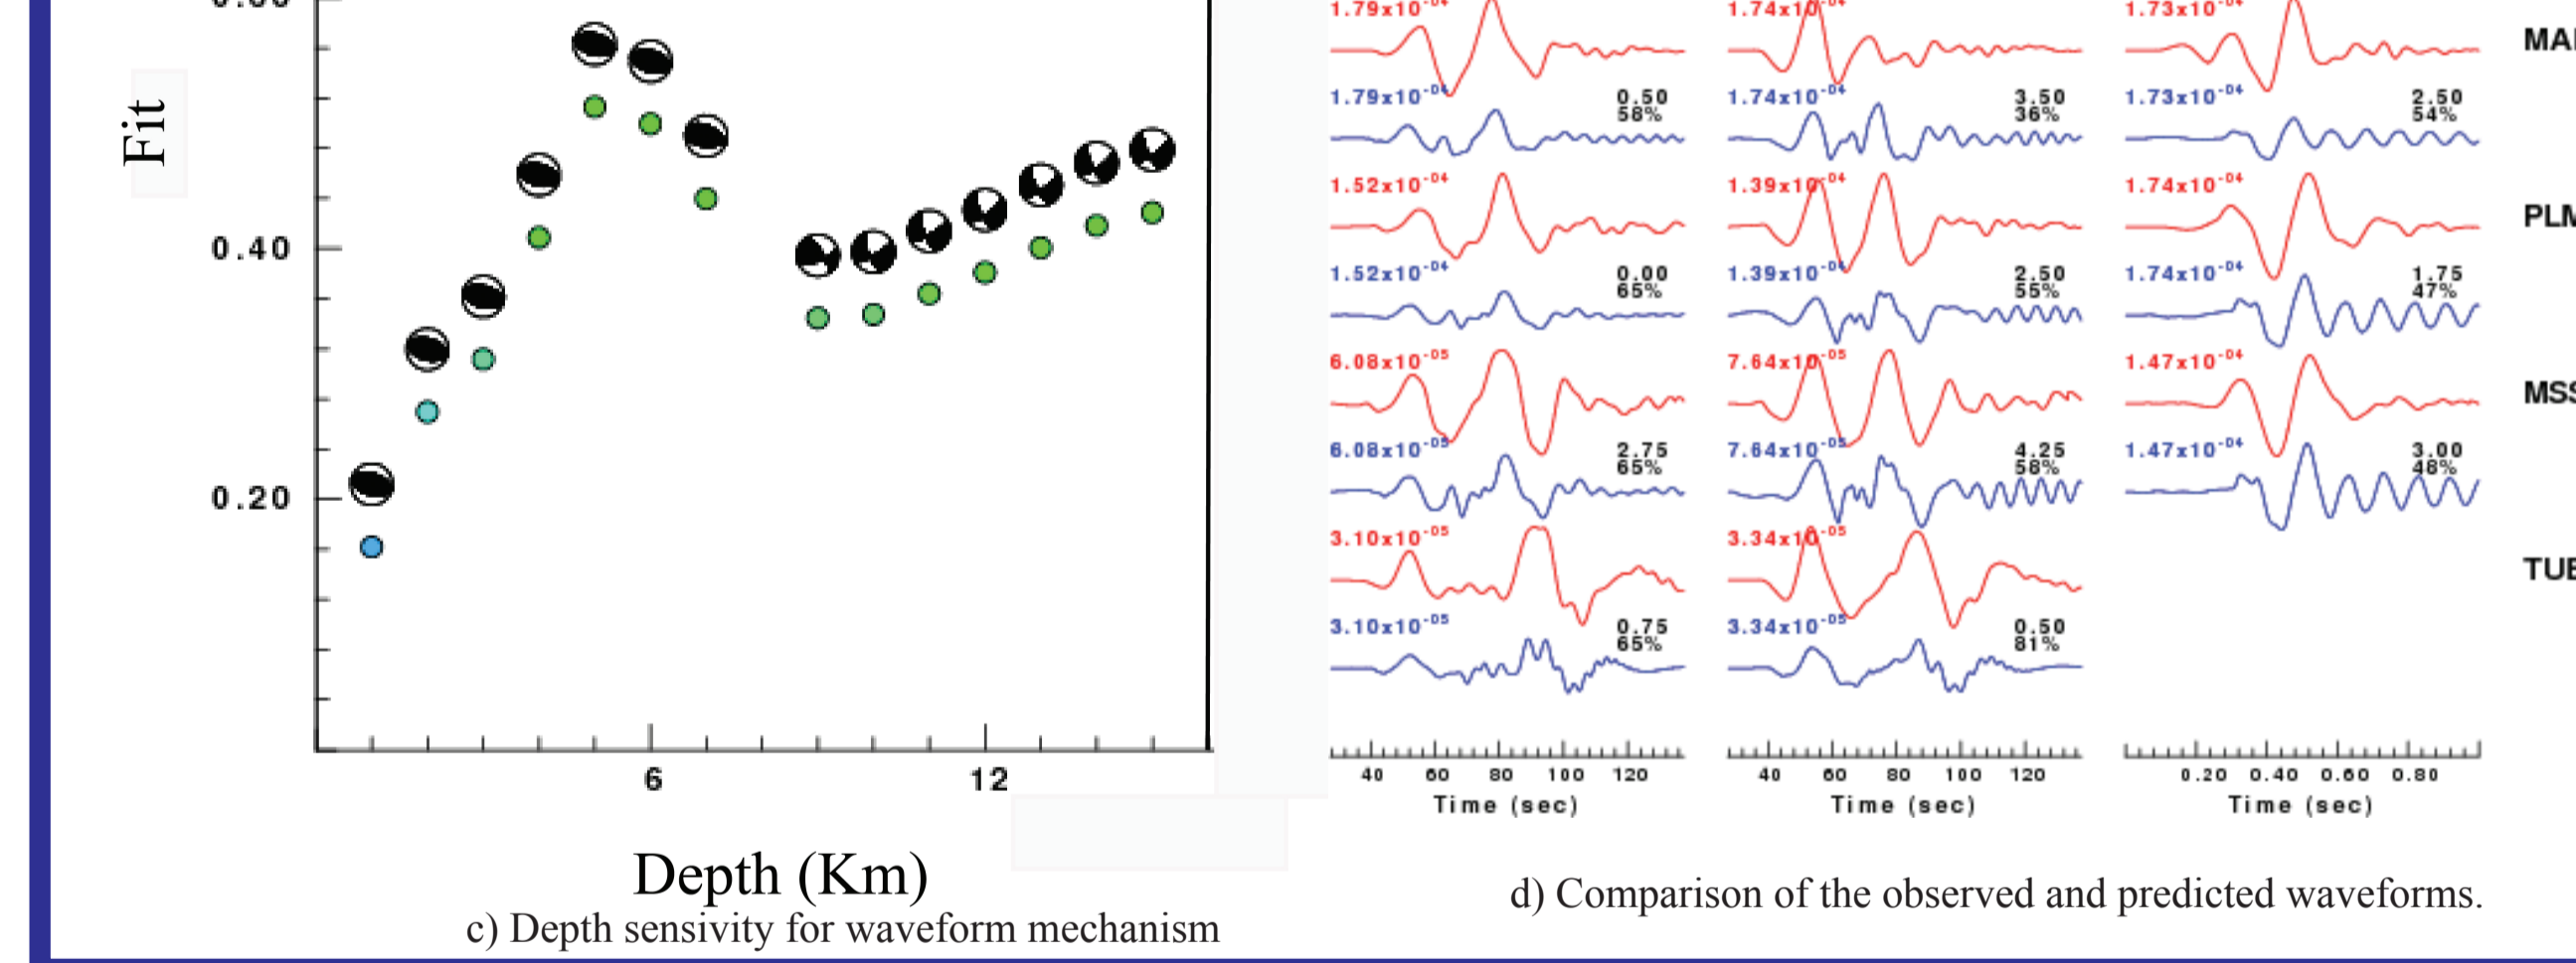 Fit
0.40
0.20
6
12
Depth (Km)
c) Depth sensivity for waveform mechanism
1.79x10⁻⁰⁴ 1.74x10⁻⁰⁴ 1.73x10⁻⁰⁴
1.79x10⁻⁰⁴ 0.50 1.74x10⁻⁰⁴ 3.50 1.73x10⁻⁰⁴ 2.50
58% 36% 54%
1.52x10⁻⁰⁴ 1.39x10⁻⁰⁴ 1.74x10⁻⁰⁴ PLM
1.52x10⁻⁰⁴ 0.00 1.39x10⁻⁰⁴ 2.50 1.74x10⁻⁰⁴ 1.75
65% 55% 47%
6.08x10⁻⁰⁵ 7.64x10⁻⁰⁵ 1.47x10⁻⁰⁴ MSS
6.08x10⁻⁰⁵ 2.75 7.64x10⁻⁰⁵ 4.25 1.47x10⁻⁰⁴ 3.00
65% 58% 48%
3.10x10⁻⁰⁵ 3.34x10⁻⁰⁵ TUE
3.10x10⁻⁰⁵ 0.75 3.34x10⁻⁰⁵ 0.50
65% 81%
40 60 80 100 120 40 60 80 100 120 0.20 0.40 0.60 0.80
Time (sec) Time (sec) Time (sec)
d) Comparison of the observed and predicted waveforms.